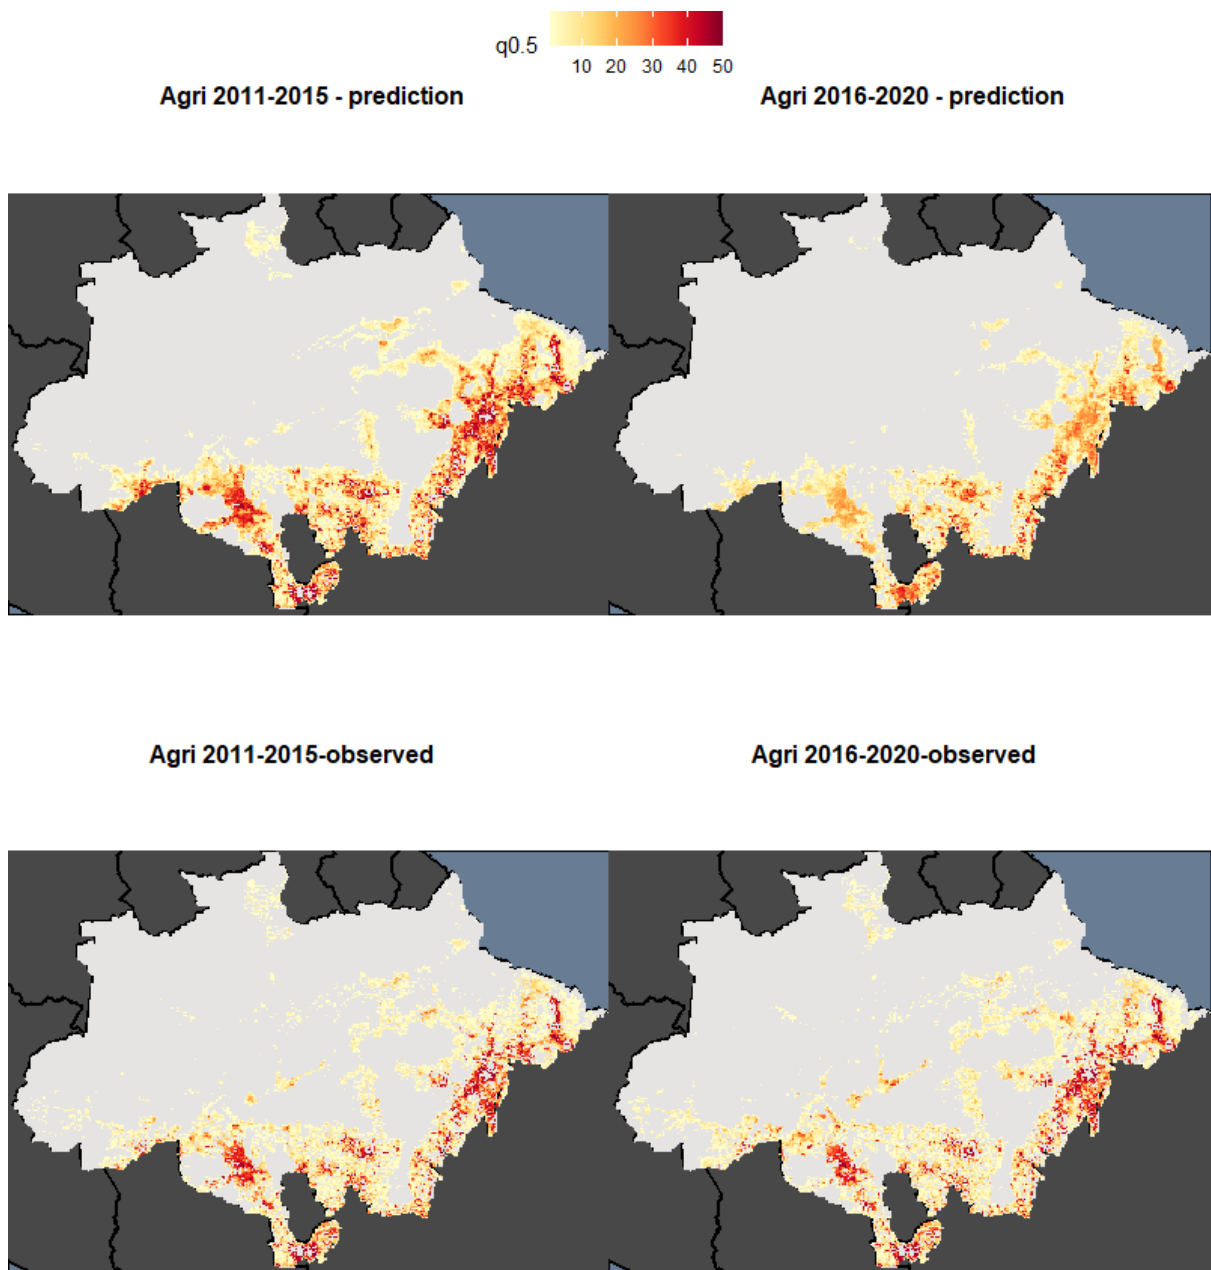 q0.5
10 20 30 40 50
Agri 2011-2015 - prediction
Agri 2016-2020 - prediction
Agri 2011-2015-observed
Agri 2016-2020-observed